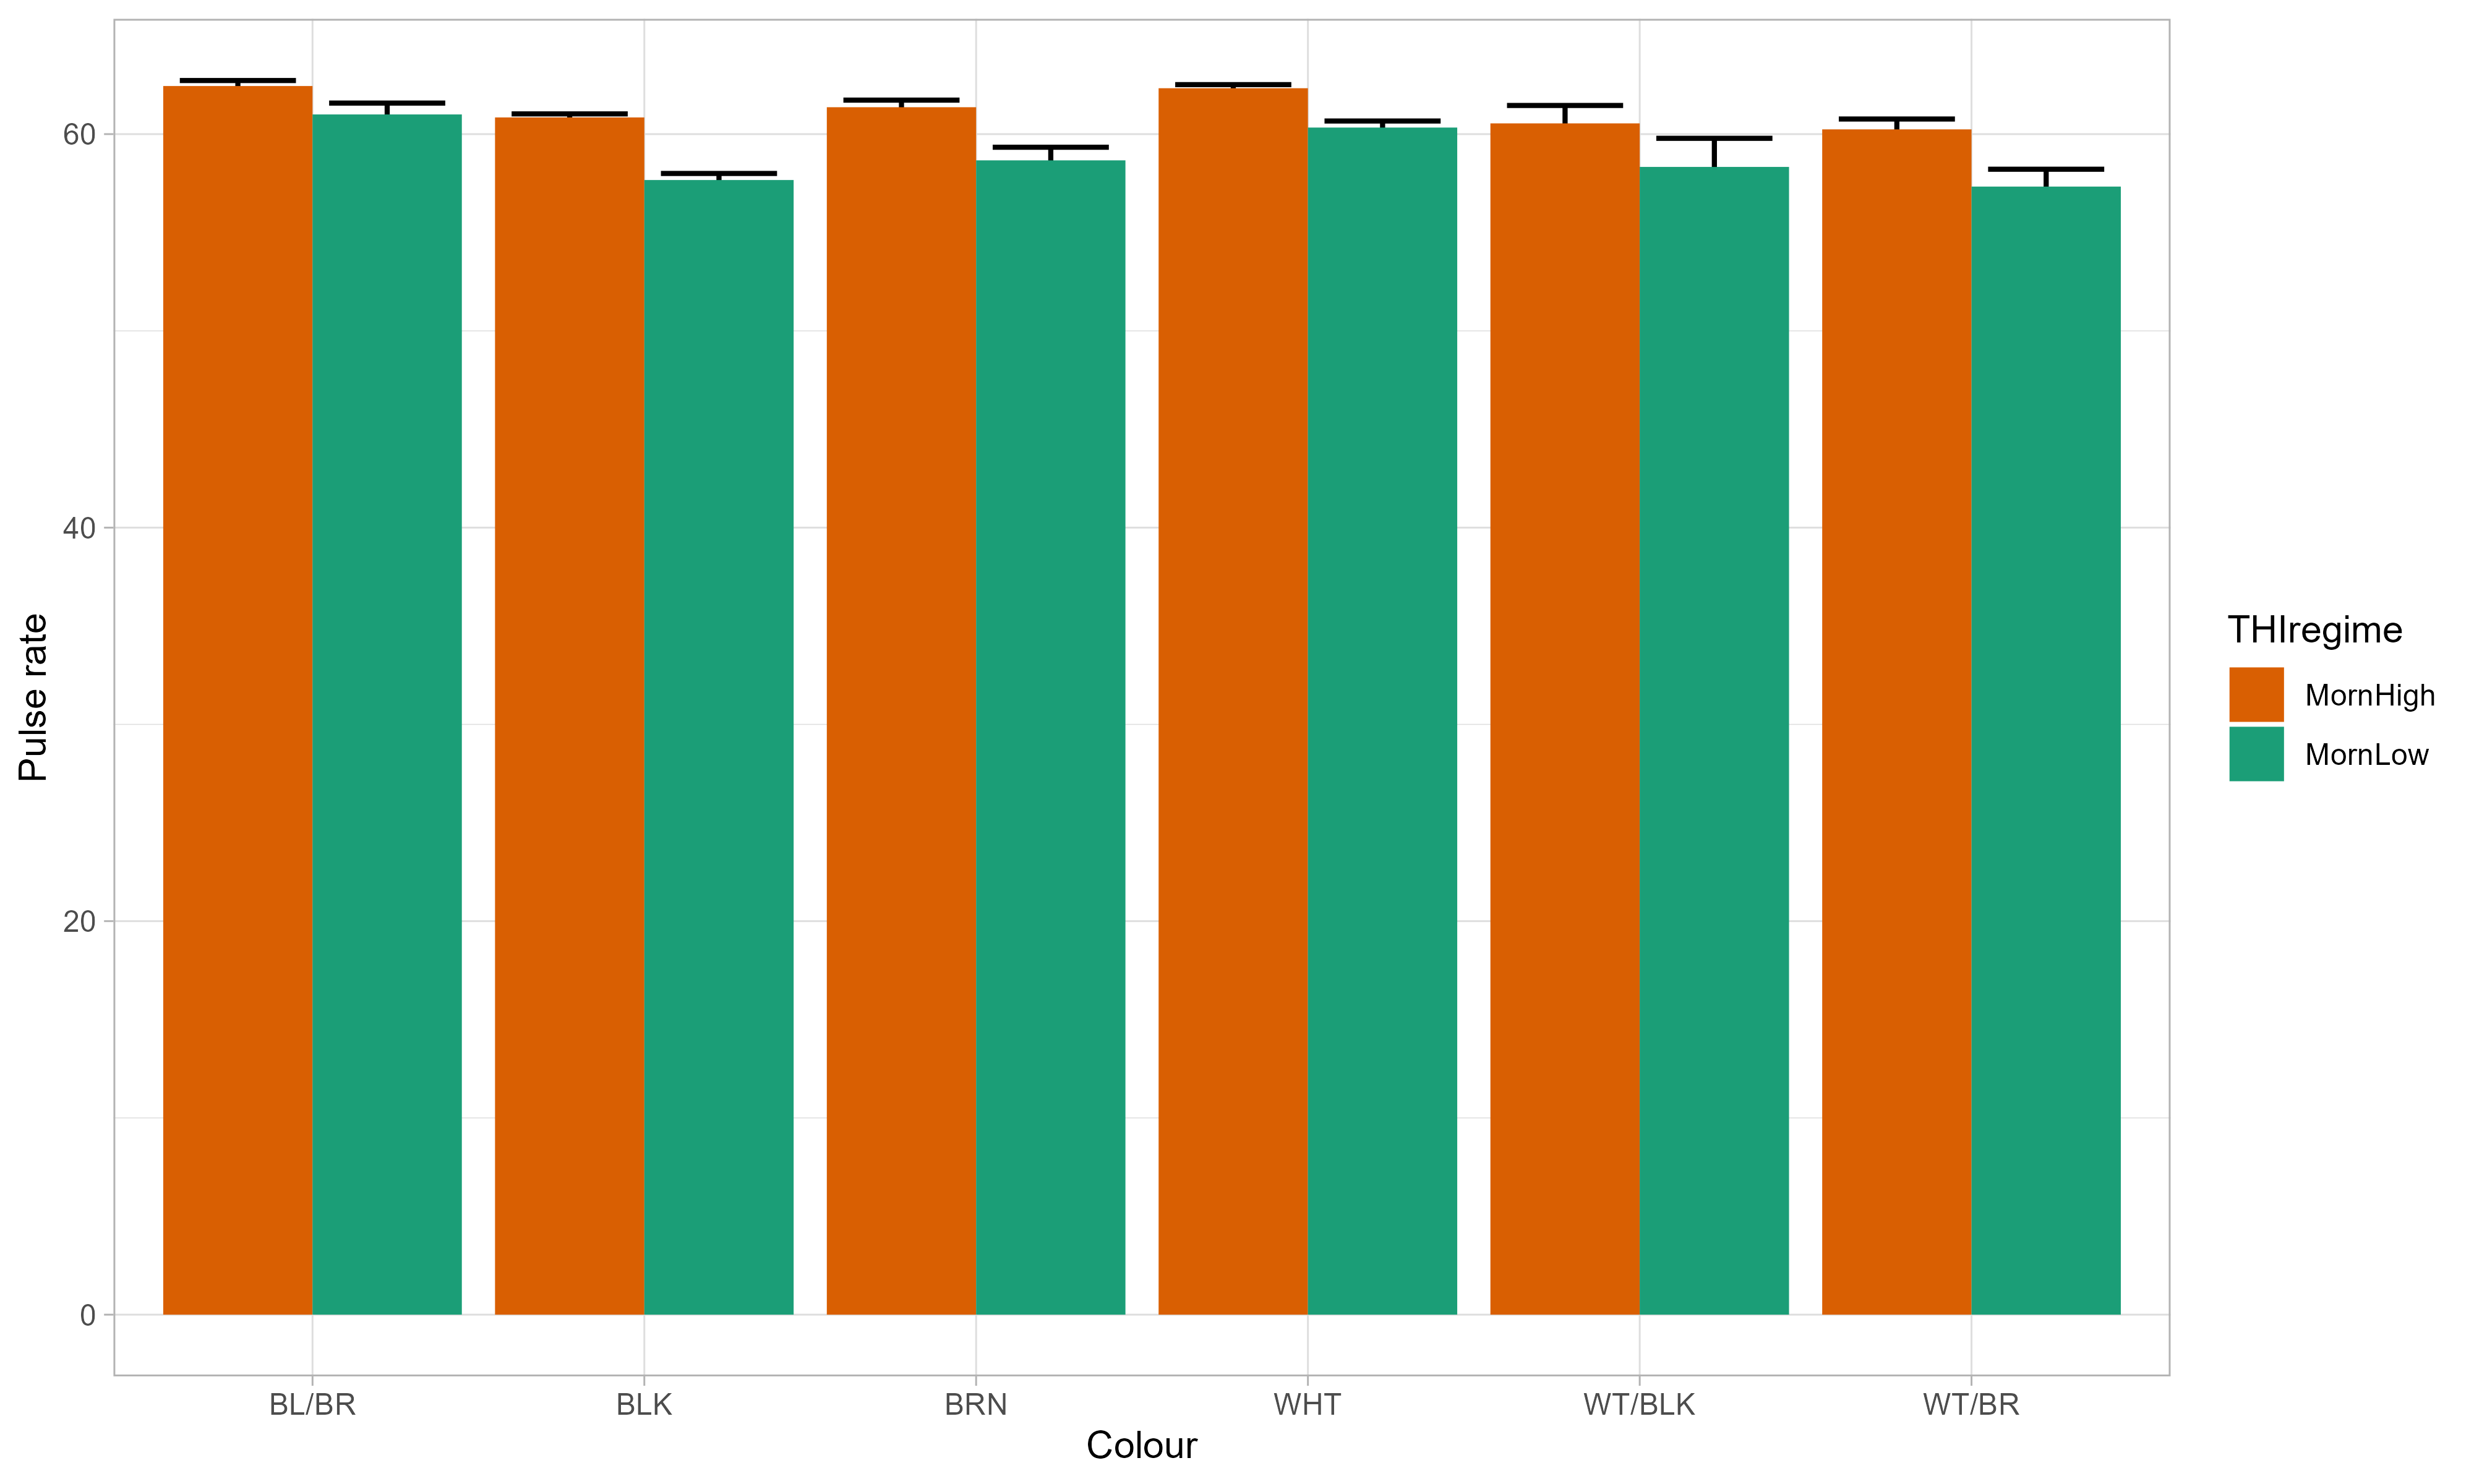 60
40
20
0
Pulse rate
BL/BR BLK BRN WHT WT/BLK WT/BR
Colour
THIregime
MornHigh
MornLow